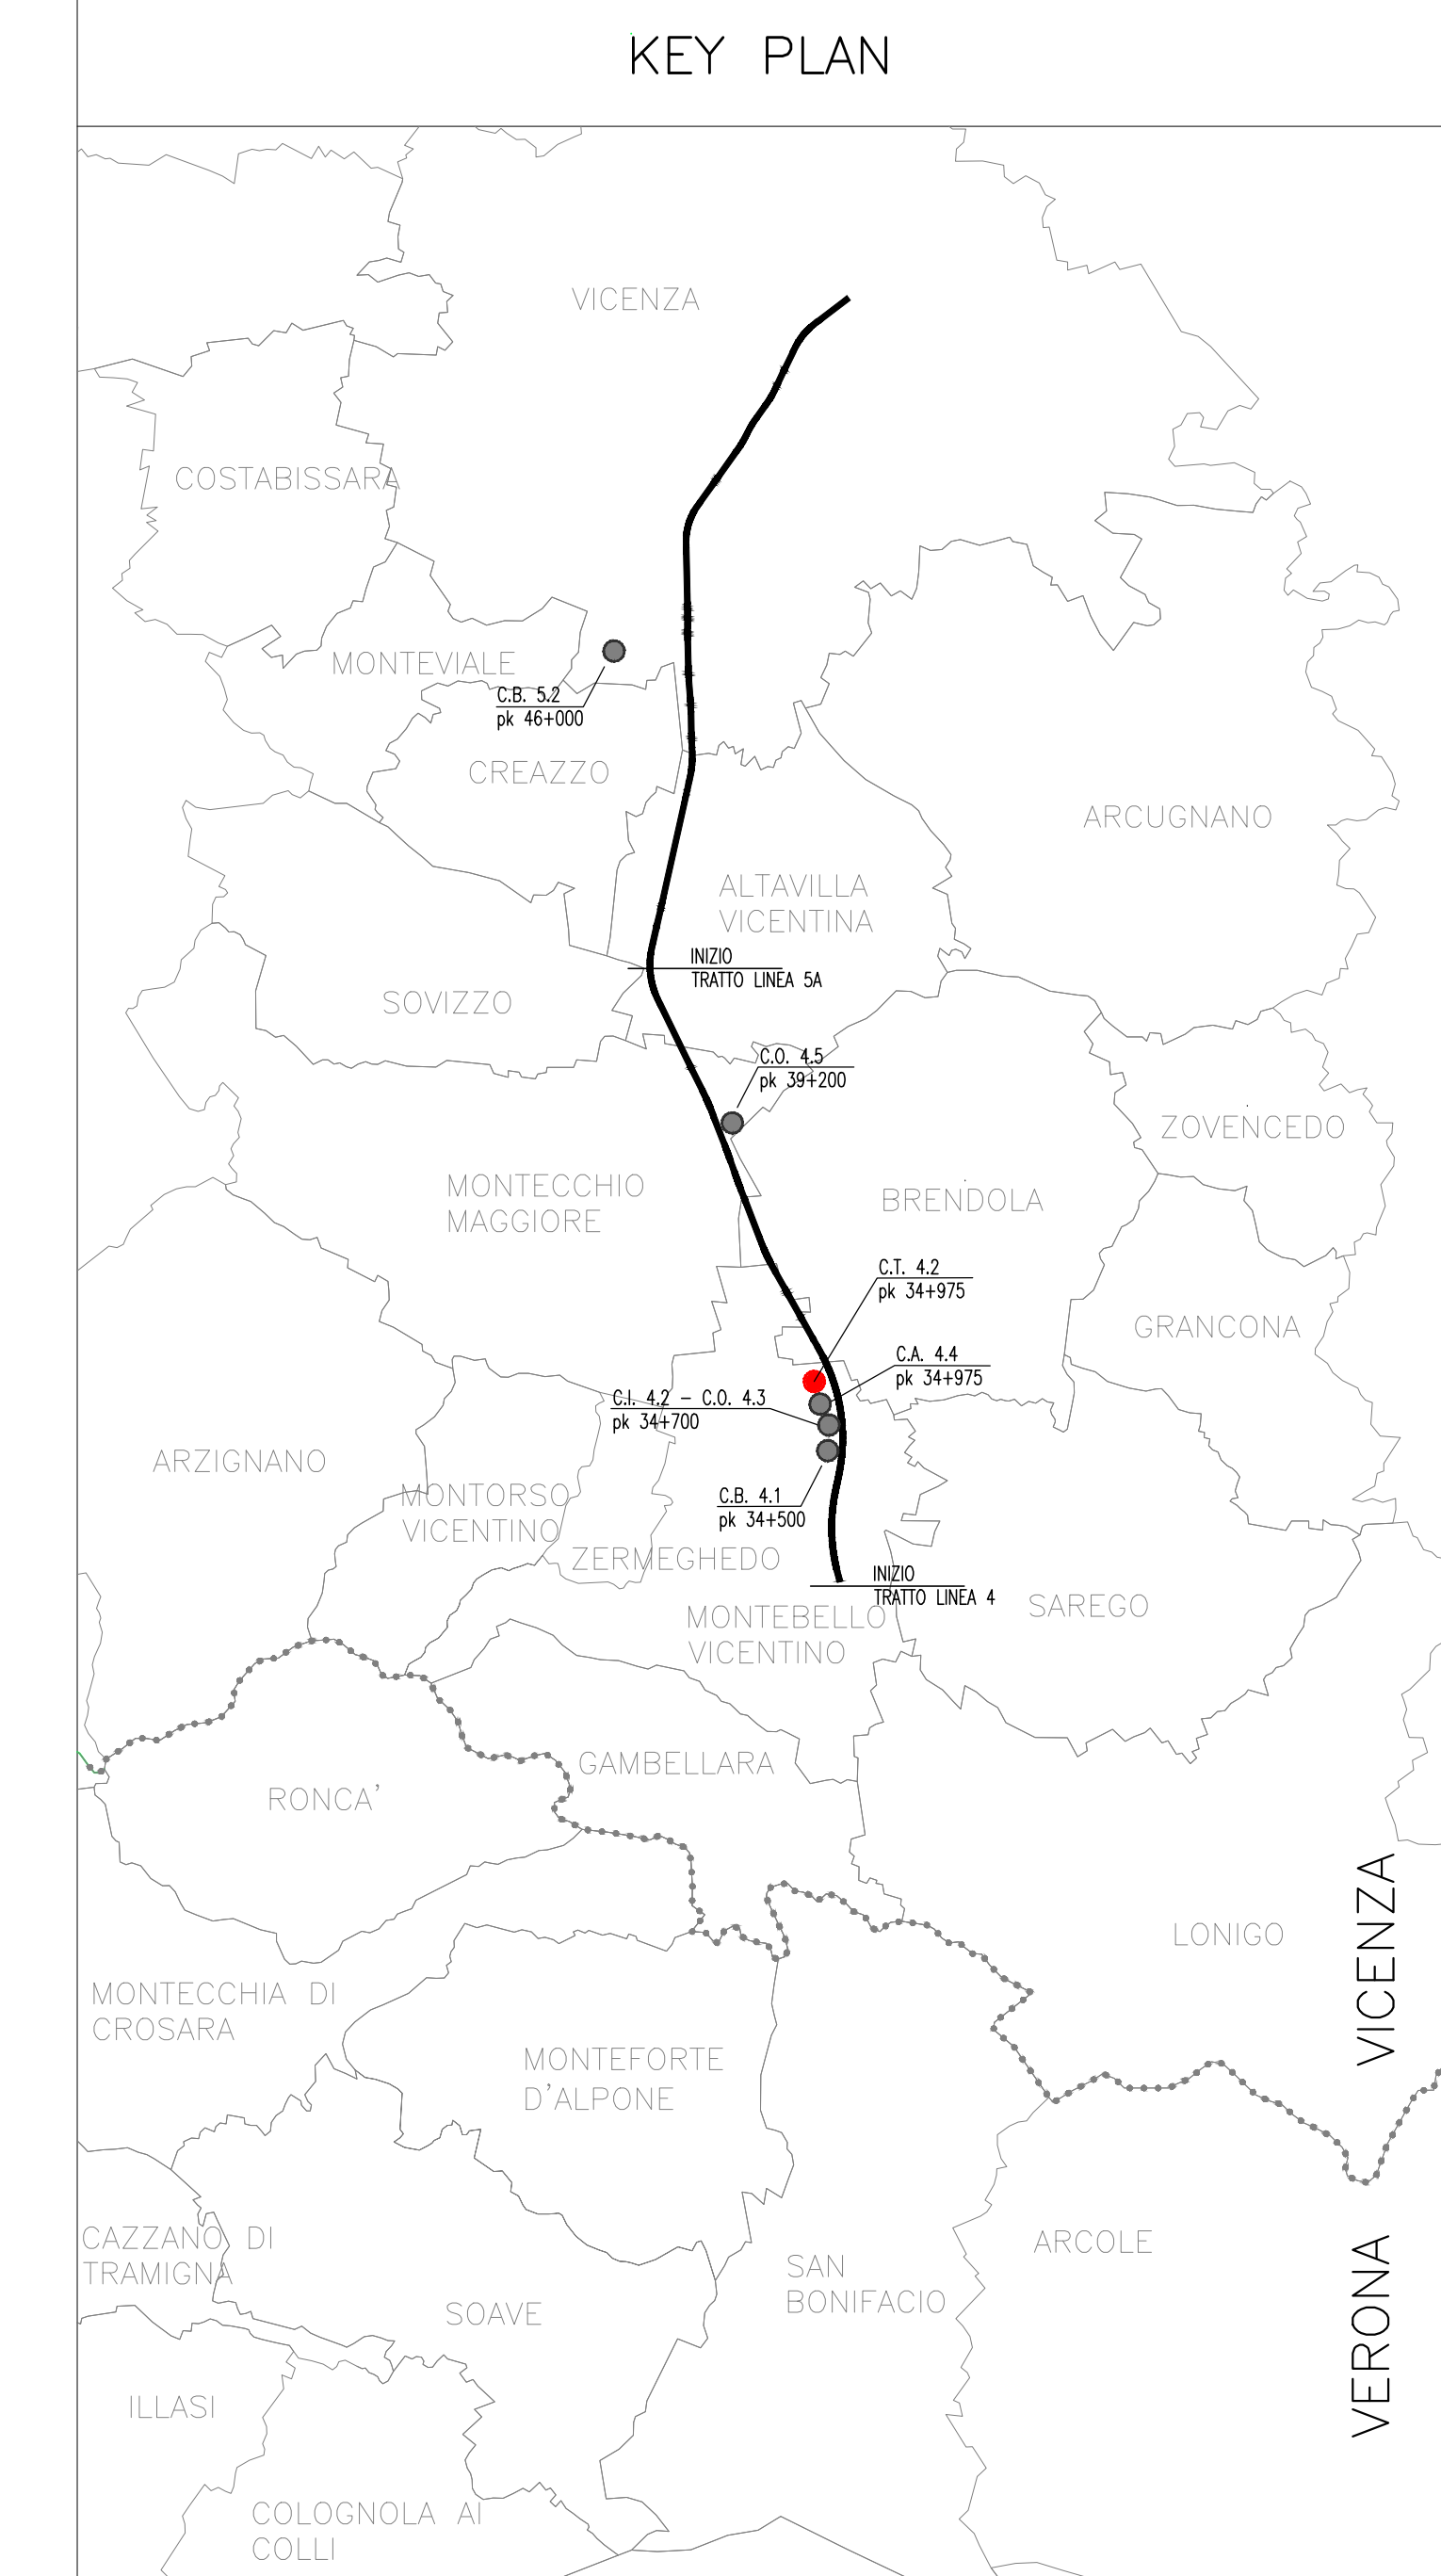 KEY PLAN
VICENZA
COSTABISSARA
MONTEVIALE
C.B. 5.2
pk 46+000
CREAZZO
ARCUGNANO
ALTAVILLA
VICENTINA
INIZIO
TRATTO LINEA 5A
SOVIZZO
C.O. 4.5
pk 39+200
ZOVENCEDO
MONTECCHIO
MAGGIORE
BRENDOLA
C.T. 4.2
pk 34+975
GRANCONA
C.A. 4.4
pk 34+975
C.I. 4.2 - C.O. 4.3
pk 34+700
ARZIGNANO
MONTORSO
VICENTINO
C.B. 4.1
pk 34+500
ZERMEGHEDO
INIZIO
TRATTO LINEA 4
MONTEBELLO
VICENTINO
SAREGO
GAMBELLARA
RONCA'
LONIGO
VICENZA
MONTECCHIA DI
CROSARA
MONTEFORTE
D'ALPONE
CAZZANO DI
TRAMIGNA
ARCOLE
SAN
BONIFACIO
SOAVE
VERONA
ILLASI
COLOGNOLA AI
COLLI